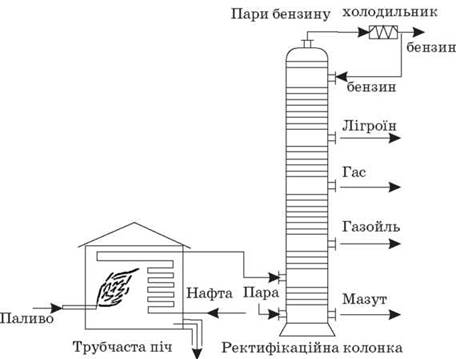 Пари бензину
холодильник
бензин
бензин
Лігроїн
Гас
Газойль
Нафта
Пара
Мазут
Паливо
Трубчаста піч
Ректифікаційна колонка